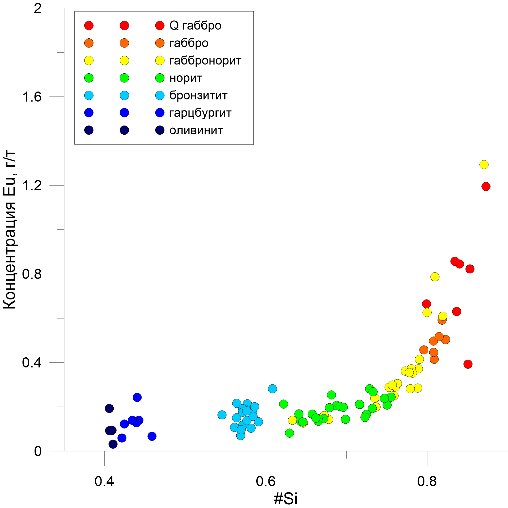 2
Q габбро
габбро
габбронорит
норит
бронзитит
гарцбургит
оливинит
1.6
1.2
0.8
0.4
0
Концентрация Eu, г/т
0.4
0.6
0.8
#Si